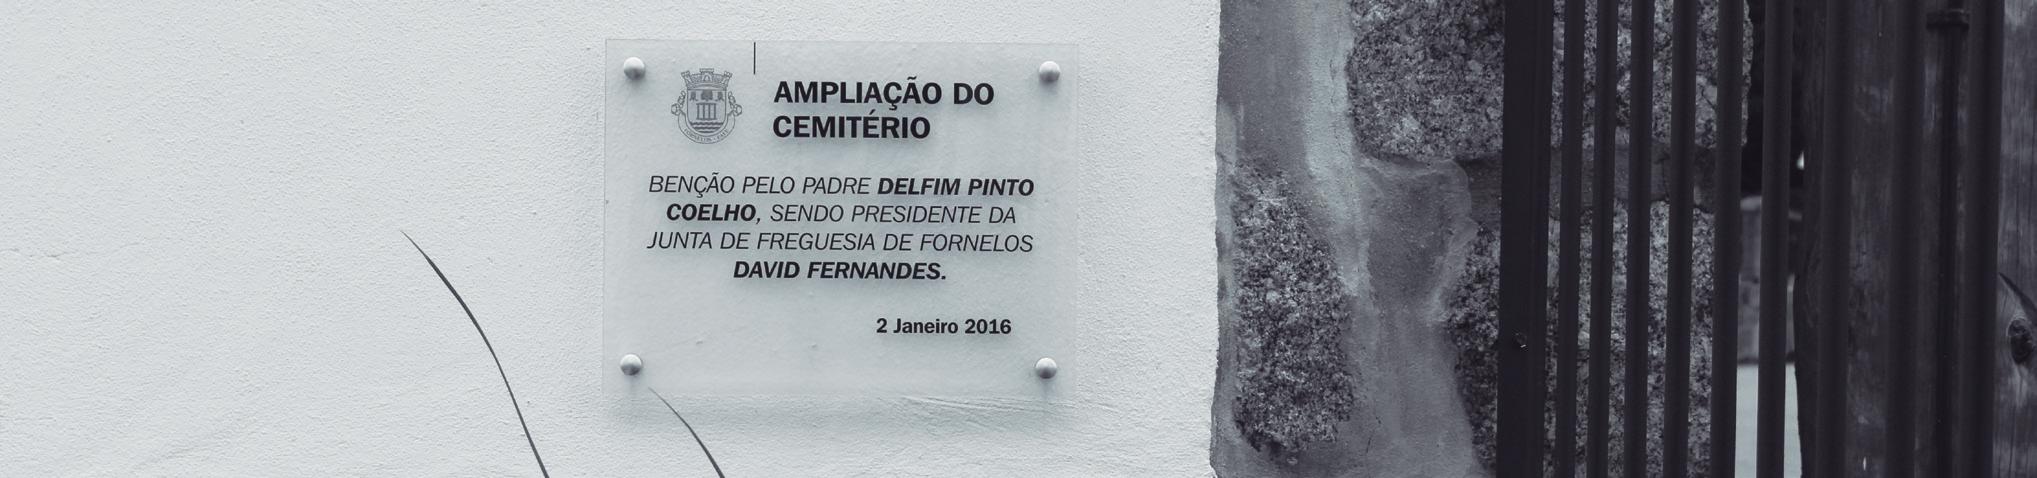 AMPLIAÇÃO DO
CEMITÉRIO
BENÇÃO PELO PADRE DELFIM PINTO
COELHO, SENDO PRESIDENTE DA
JUNTA DE FREGUESIA DE FORNELOS
DAVID FERNANDES.
2 Janeiro 2016